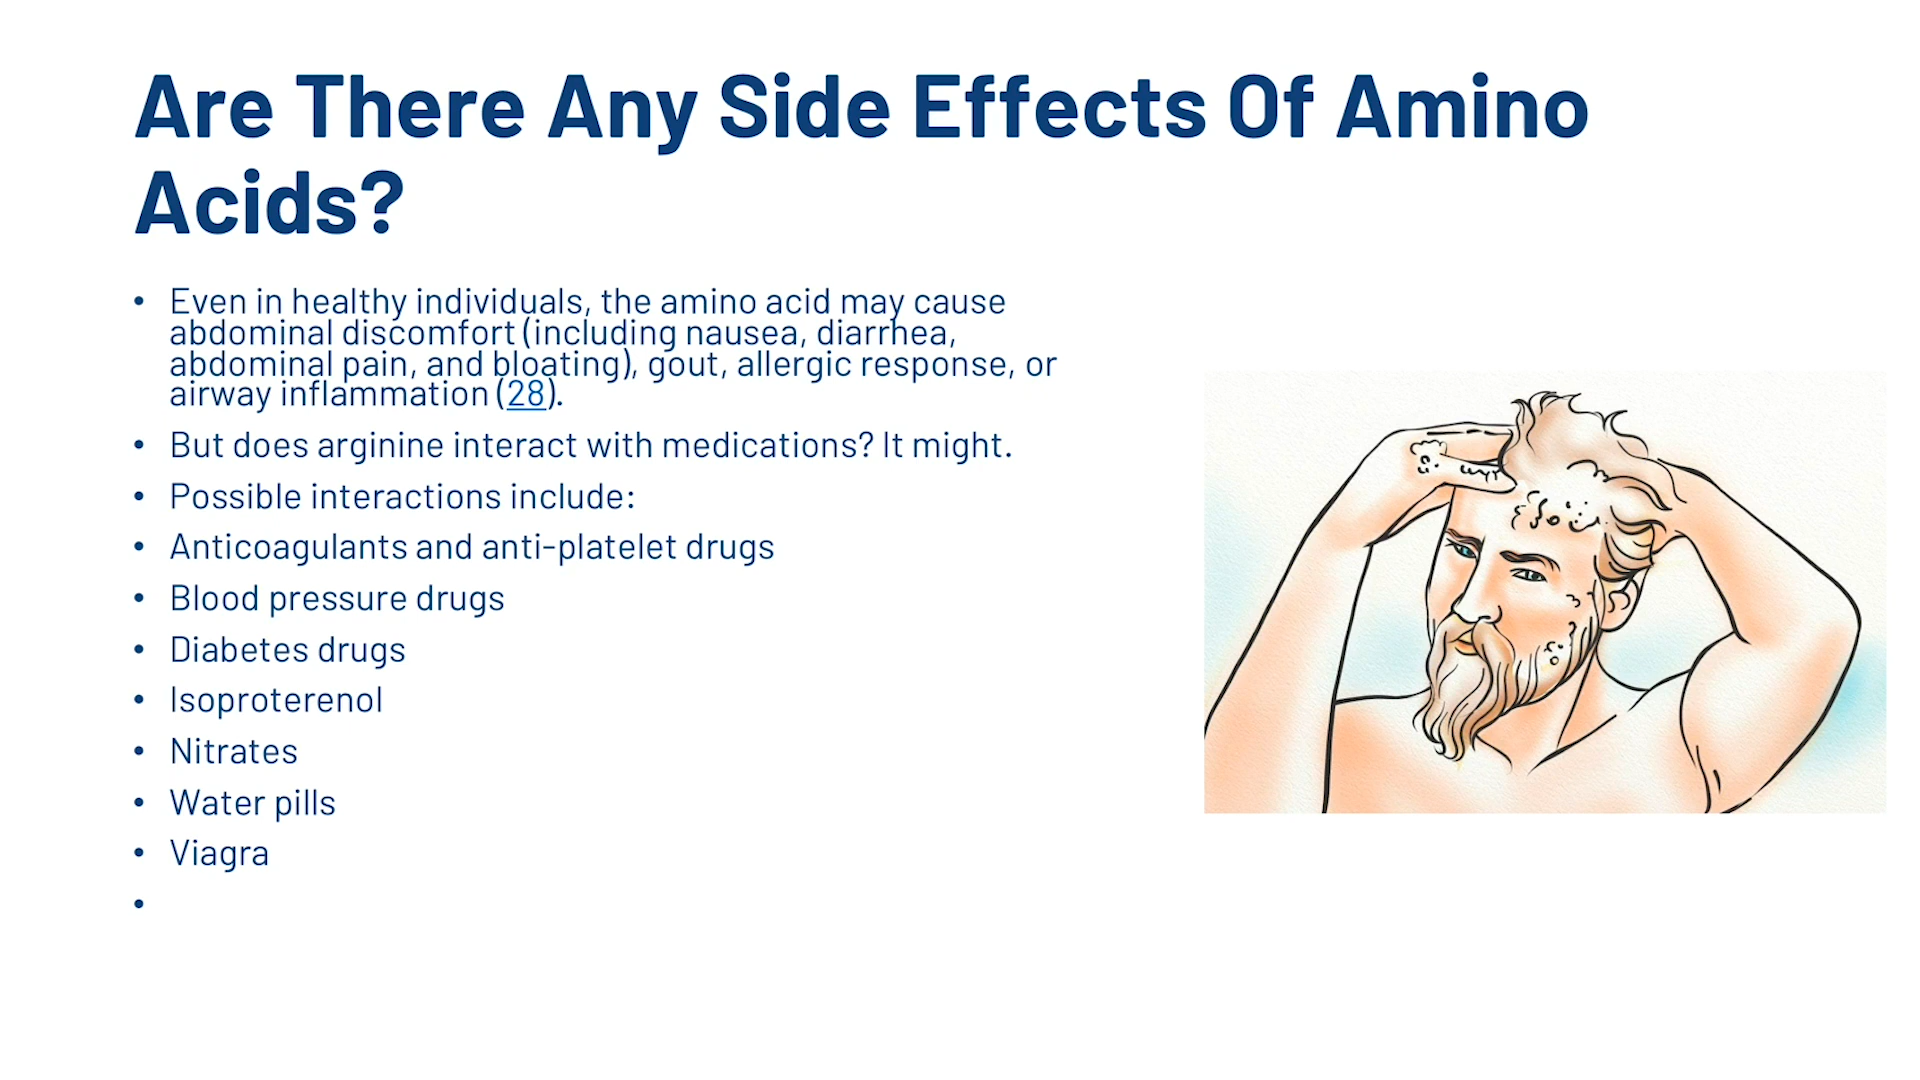 Are There Any Side Effects Of Amino
Acids?
• Even in healthy individuals, the amino acid may cause
abdominal discomfort (including nausea, diarrhea,
abdominal pain, and bloating), gout, allergic response, or
airway inflammation (28).
• But does arginine interact with medications? It might.
• Possible interactions include:
• Anticoagulants and anti-platelet drugs
• Blood pressure drugs
• Diabetes drugs
• Isoproterenol
• Nitrates
• Water pills
• Viagra
•